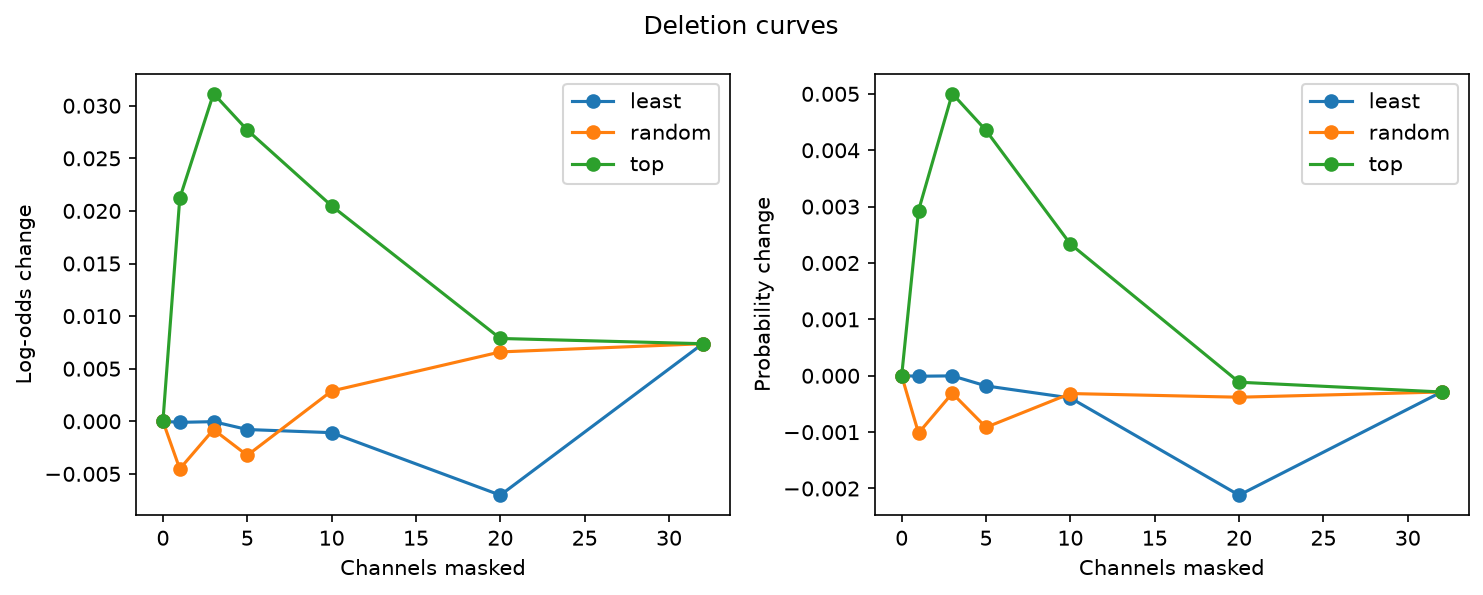 Deletion curves
Log-odds change
0.030
0.025
0.020
0.015
0.010
0.005
0.000
−0.005
0 5 10 15 20 25 30
Channels masked
least
random
top
Probability change
0.005
0.004
0.003
0.002
0.001
0.000
−0.001
−0.002
0 5 10 15 20 25 30
Channels masked
least
random
top